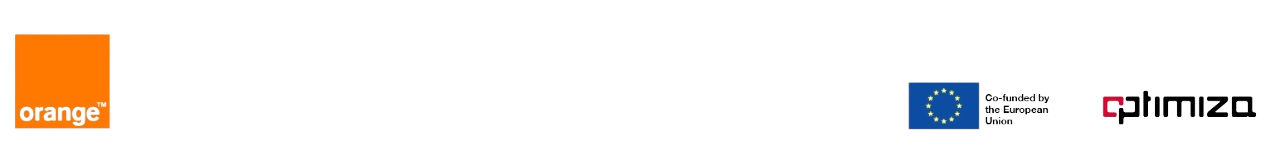 orange™
Co-funded by
the European
Union
optimiza